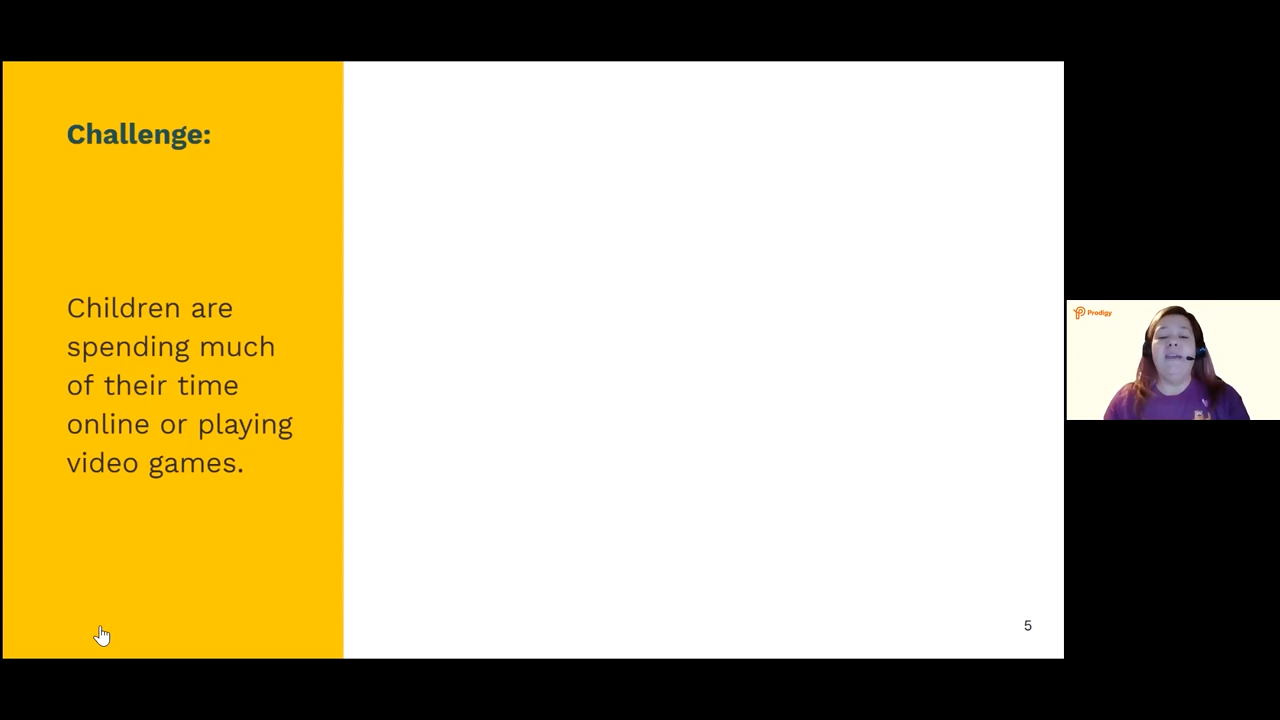 Challenge:
Children are
spending much
of their time
online or playing
video games.
5
Prodigy